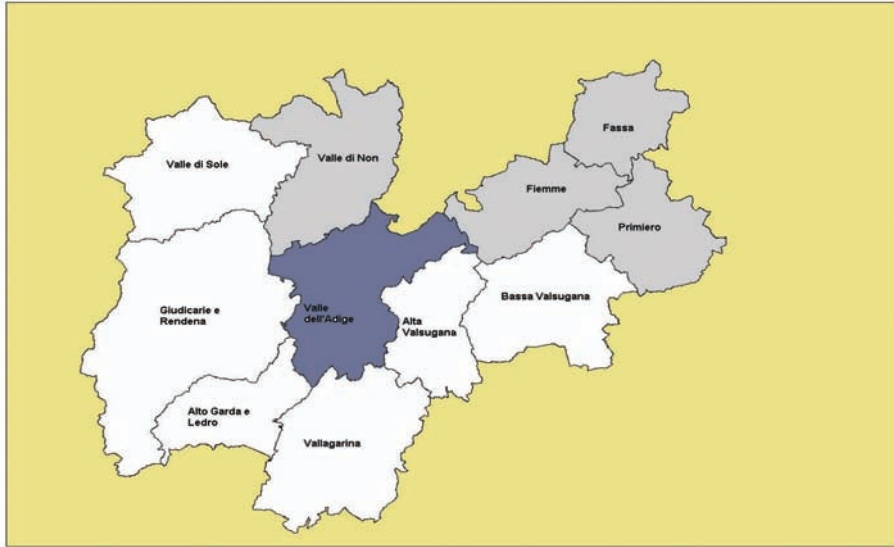 Fassa
Valle di Sole
Valle di Non
Fiemme
Primiero
Bassa Valsugana
Giudicarie e
Rendena
Valle
dell'Adige
Alta
Valsugana
Alto Garda e
Ledro
Vallagarina